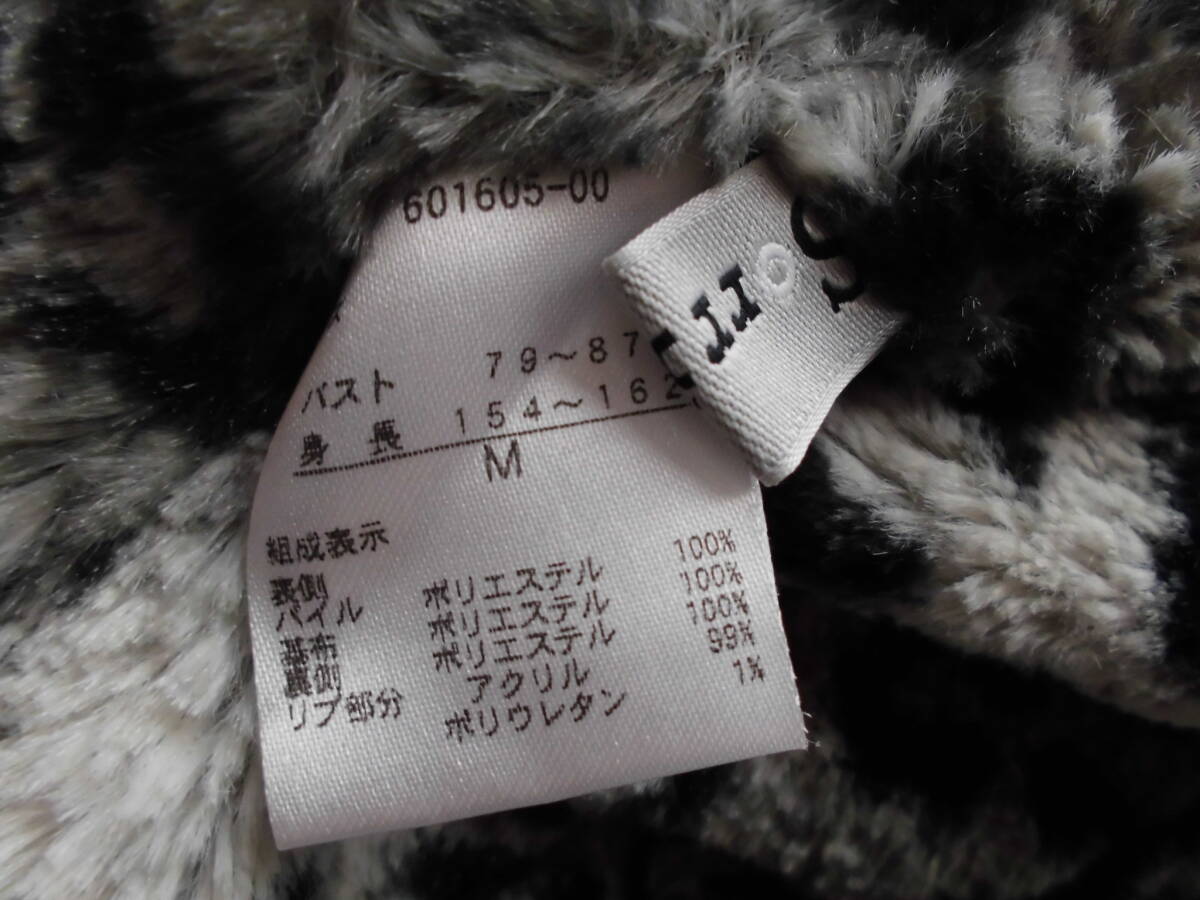 601605-00
バスト 79～87
身長 154～162
M
組成表示
表側
パイル ポリエステル 100%
基布 ポリエステル 100%
裏側 ポリエステル 100%
リブ部分 アクリル 99%
ポリウレタン 1%